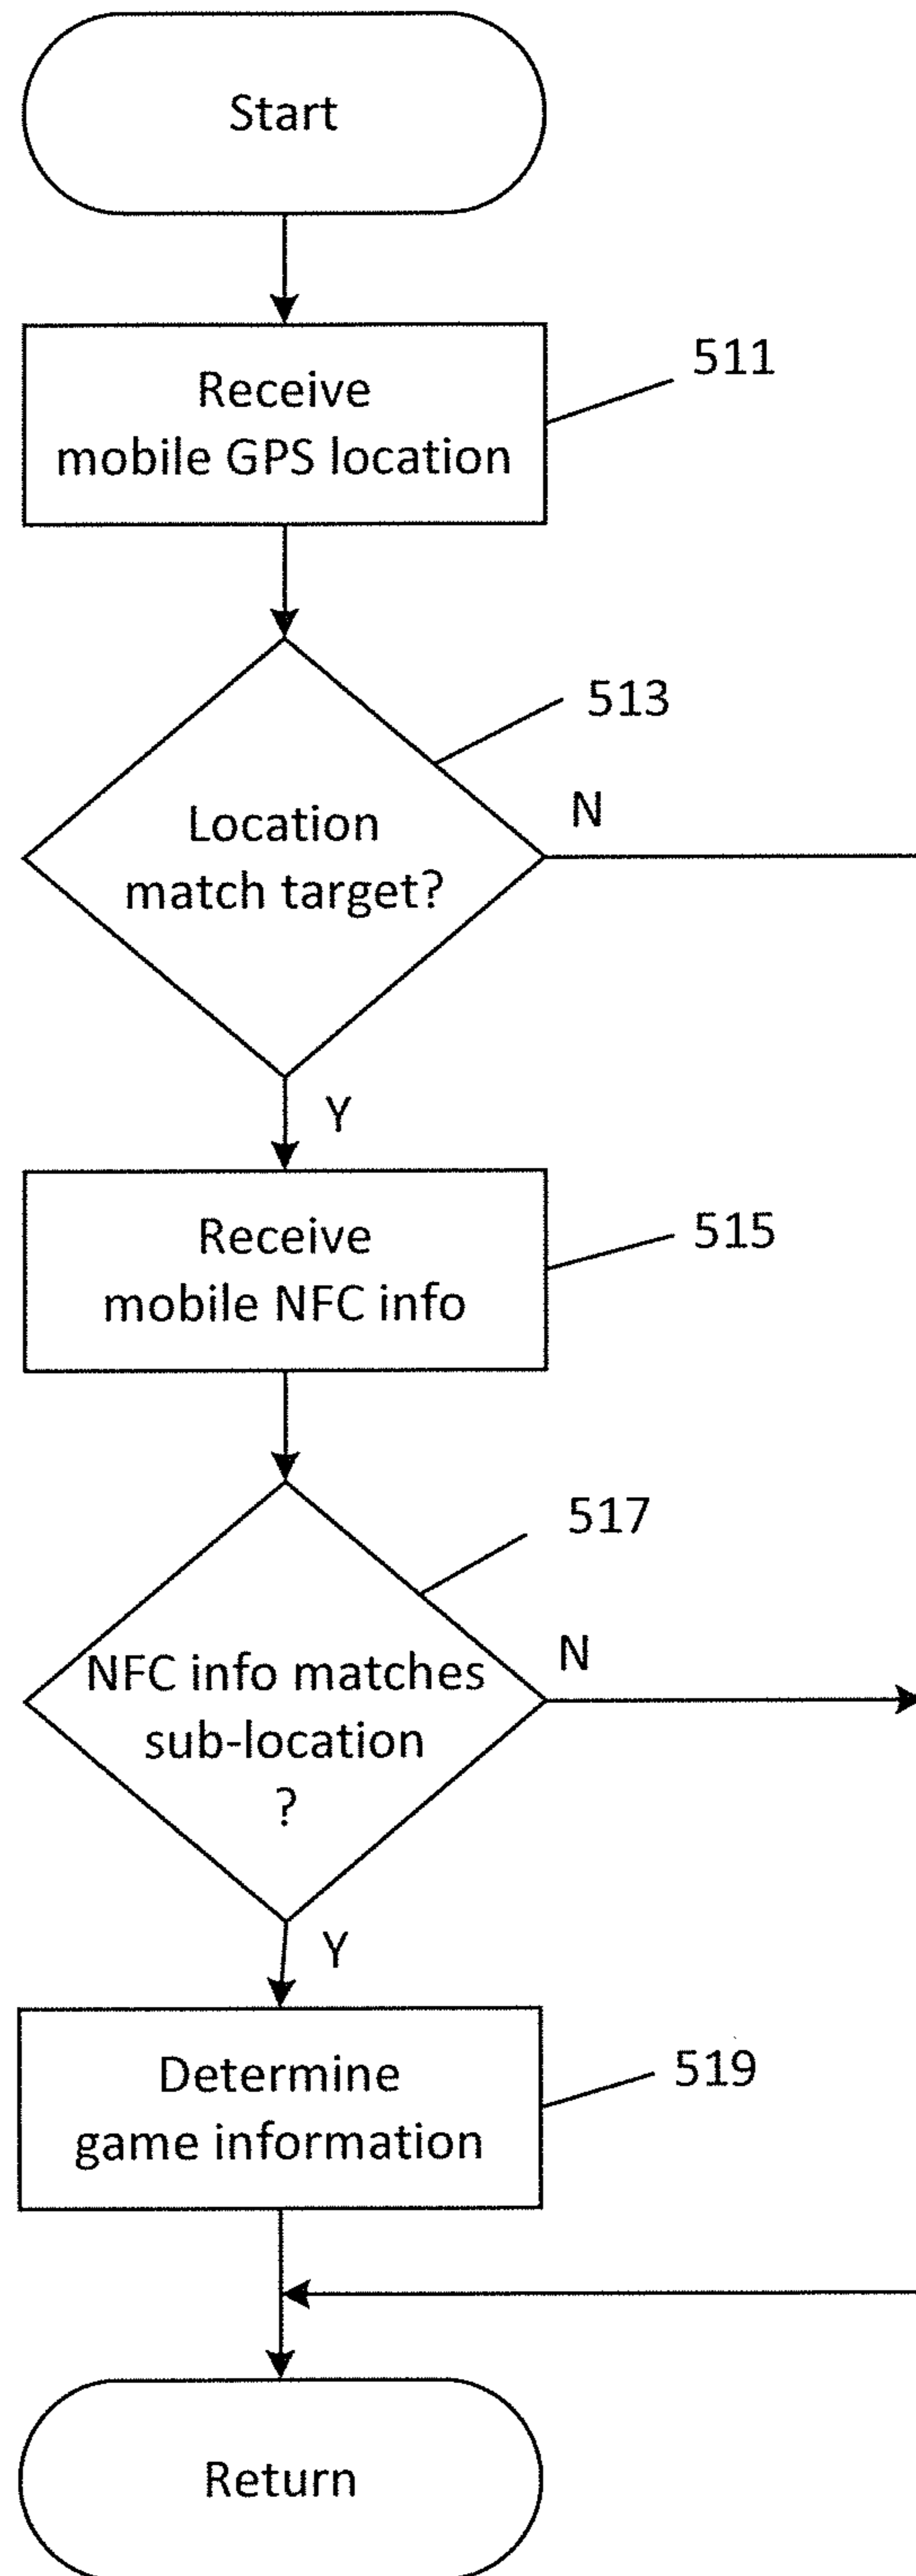 Start
Receive
mobile GPS location
511
Location
match target?
513
N
Y
Receive
mobile NFC info
515
NFC info matches
sub-location
?
517
N
Y
Determine
game information
519
Return